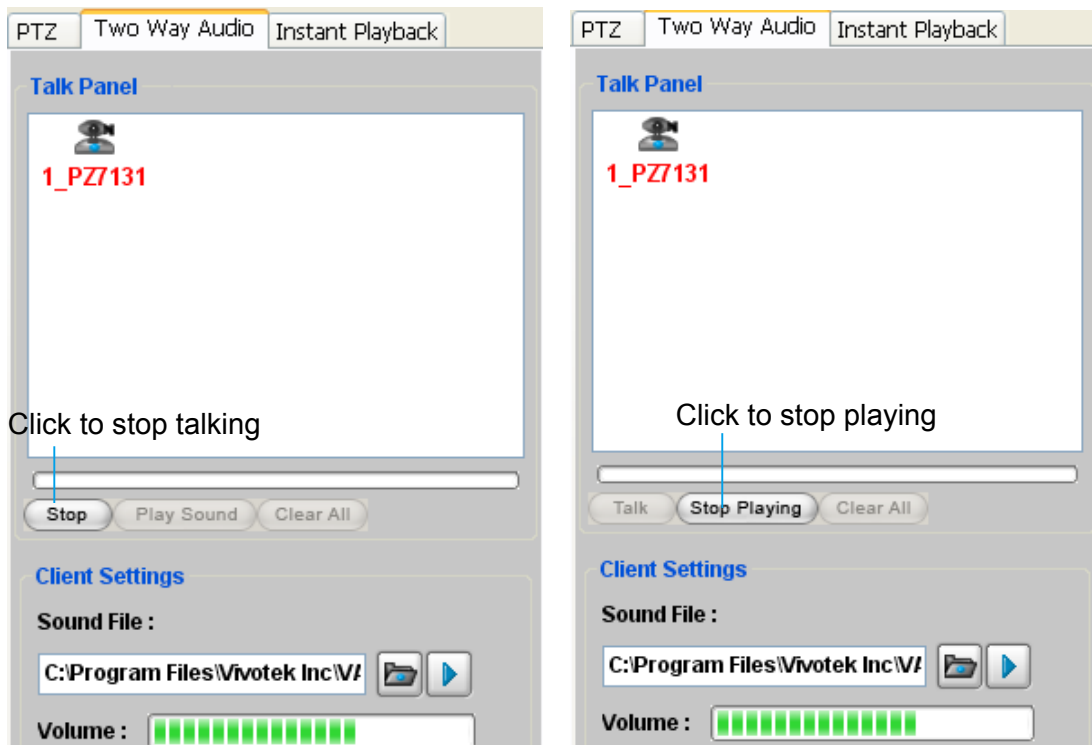 PTZ Two Way Audio Instant Playback
Talk Panel
1_PZ7131
Click to stop talking
Stop Play Sound Clear All
Client Settings
Sound File :
C:\Program Files\Vivotek Inc\VA
Volume :
PTZ Two Way Audio Instant Playback
Talk Panel
1_PZ7131
Click to stop playing
Talk Stop Playing Clear All
Client Settings
Sound File :
C:\Program Files\Vivotek Inc\VA
Volume :